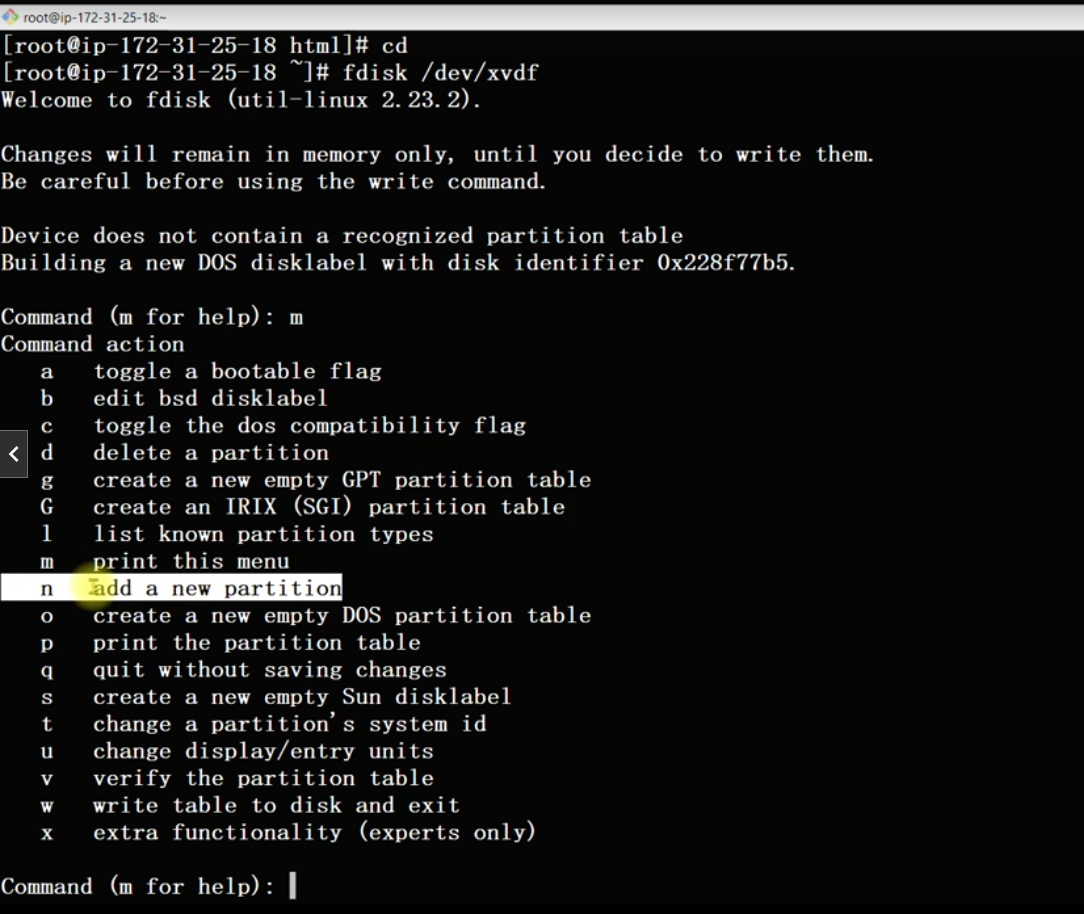 root@ip-172-31-25-18:~
[root@ip-172-31-25-18 html]# cd
[root@ip-172-31-25-18 ~]# fdisk /dev/xvdf
Welcome to fdisk (util-linux 2.23.2).
Changes will remain in memory only, until you decide to write them.
Be careful before using the write command.
Device does not contain a recognized partition table
Building a new DOS disklabel with disk identifier 0x228f77b5.
Command (m for help): m
Command action
a toggle a bootable flag
b edit bsd disklabel
c toggle the dos compatibility flag
d delete a partition
g create a new empty GPT partition table
G create an IRIX (SGI) partition table
l list known partition types
m print this menu
n add a new partition
o create a new empty DOS partition table
p print the partition table
q quit without saving changes
s create a new empty Sun disklabel
t change a partition's system id
u change display/entry units
v verify the partition table
w write table to disk and exit
x extra functionality (experts only)
Command (m for help):